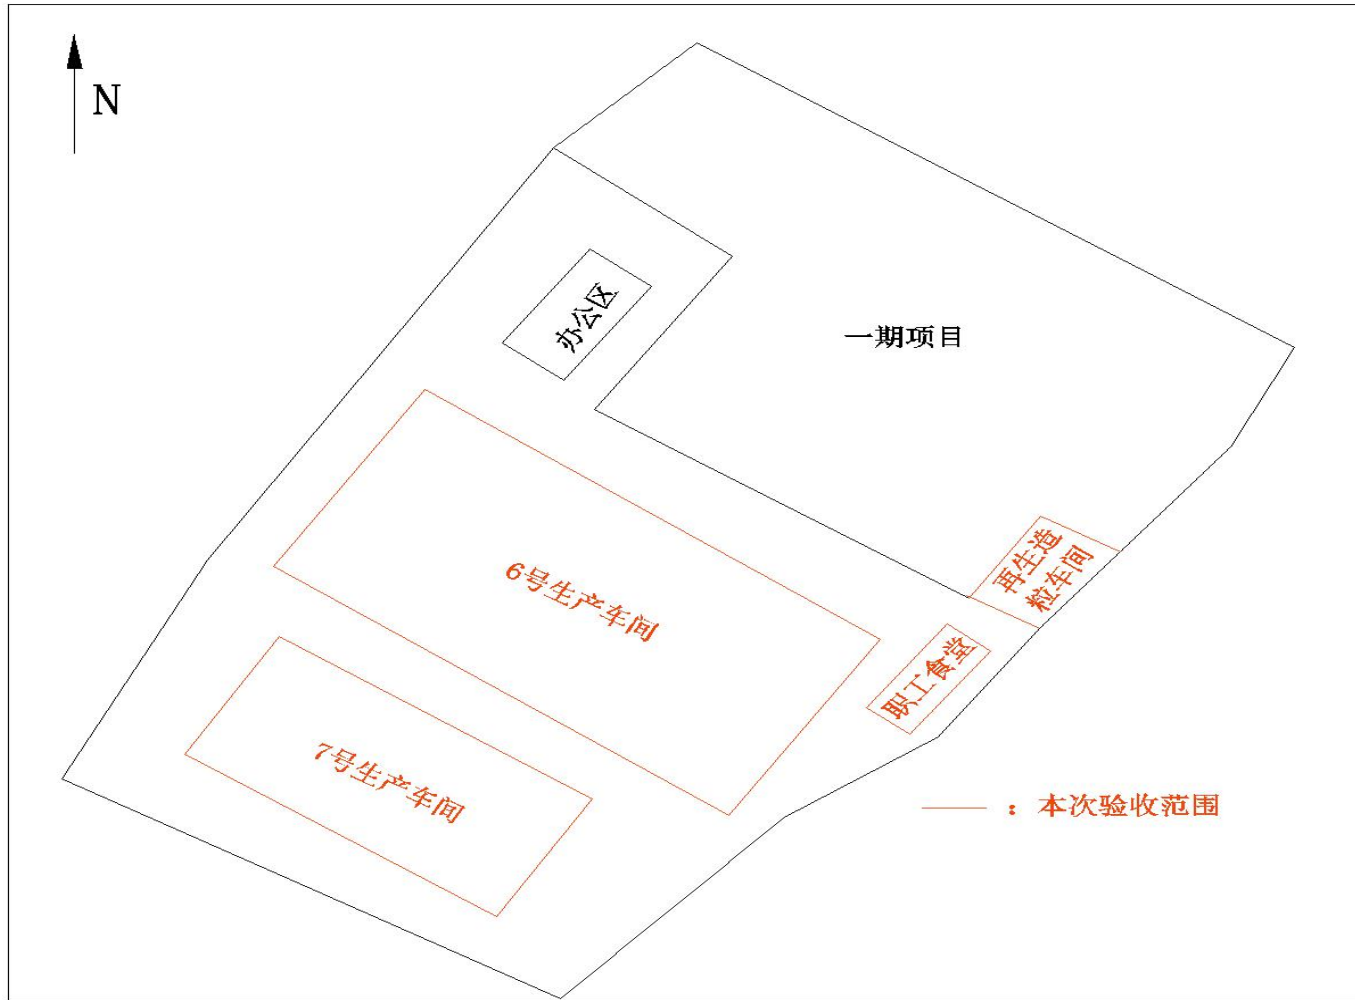 N
办公区
一期项目
再生造
粒车间
6号生产车间
职工食堂
7号生产车间
：本次验收范围